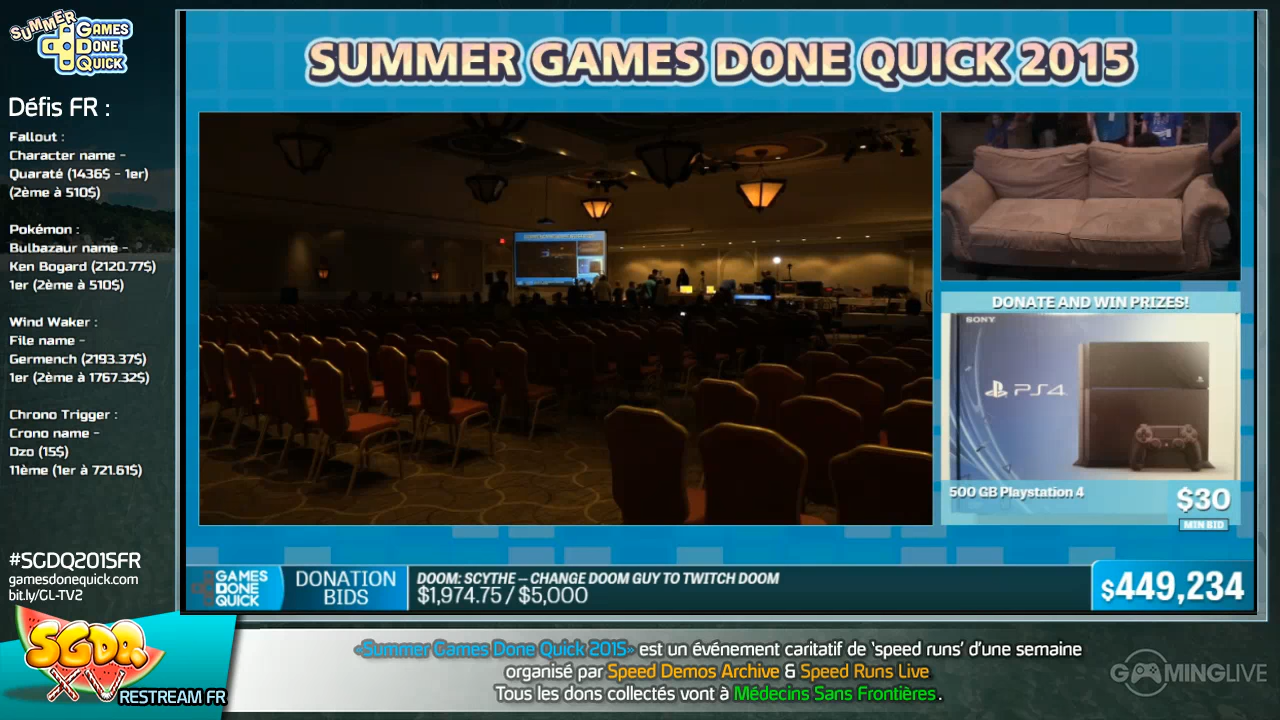 SUMMER
GAMES
DONE
QUICK
Défis FR :
Fallout :
Character name -
Quaraté (1436$ - 1er)
(2ème à 510$)
Pokémon :
Bulbazaur name -
Ken Bogard (2120.77$)
1er (2ème à 510$)
Wind Waker :
File name -
Germench (2193.37$)
1er (2ème à 1767.32$)
Chrono Trigger :
Crono name -
Dzo (15$)
11ème (1er à 721.61$)
#SGDQ2015FR
gamesdonequick.com
bit.ly/GL-TV2
SGDQ
XV
RESTREAM FR
SUMMER GAMES DONE QUICK 2015
DONATE AND WIN PRIZES!
SONY
PS4
500 GB Playstation 4
$30
MIN BID
GAMES
DONE
QUICK
DONATION
BIDS
DOOM: SCYTHE – CHANGE DOOM GUY TO TWITCH DOOM
$1,974.75 / $5,000
$449,234
«Summer Games Done Quick 2015» est un événement caritatif de 'speed runs' d'une semaine
organisé par Speed Demos Archive & Speed Runs Live
Tous les dons collectés vont à Médecins Sans Frontières.
GAMINGLIVE